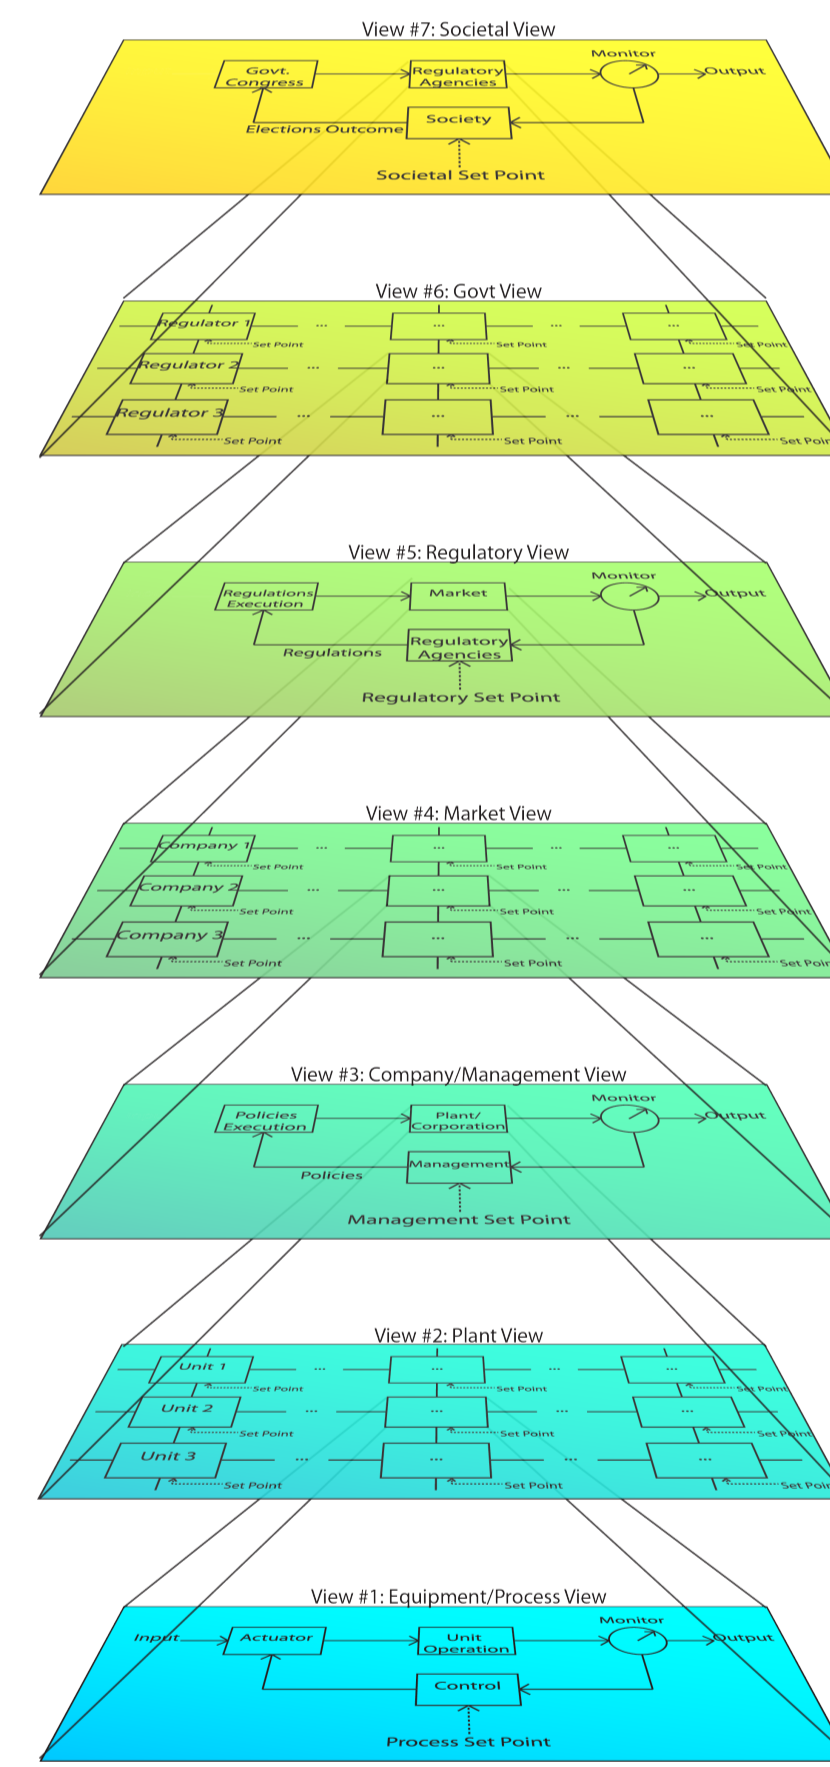 View #7: Societal View
Monitor
Govt.
Congress
Regulatory
Agencies
Output
Society
Elections Outcome
Societal Set Point
View #6: Govt View
Regulator 1 ... ... ...
Set Point Set Point Set Point
Regulator 2 ... ... ...
Set Point Set Point Set Point
Regulator 3 ... ... ...
Set Point Set Point Set Poin
View #5: Regulatory View
Monitor
Regulations
Execution
Market
Output
Regulatory
Agencies
Regulations
Regulatory Set Point
View #4: Market View
Company 1 ... ... ...
Set Point Set Point Set Point
Company 2 ... ... ...
Set Point Set Point Set Point
Company 3 ... ... ...
Set Point Set Point Set Poin
View #3: Company/Management View
Monitor
Policies
Execution
Plant/
Corporation
Output
Management
Policies
Management Set Point
View #2: Plant View
Unit 1 ... ... ...
Set Point Set Point Set Point
Unit 2 ... ... ...
Set Point Set Point Set Point
Unit 3 ... ... ...
Set Point Set Point Set Poin
View #1: Equipment/Process View
Monitor
Input
Actuator
Unit
Operation
Output
Control
Process Set Point